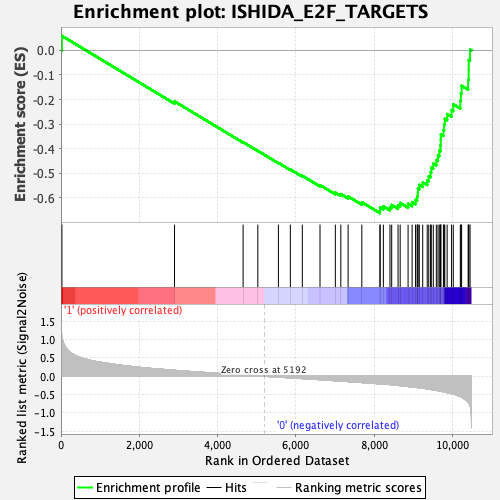 Enrichment plot: ISHIDA_E2F_TARGETS
Enrichment score (ES)
0.0
-0.1
-0.2
-0.3
-0.4
-0.5
-0.6
'1' (positively correlated)
Ranked list metric (Signal2Noise)
1.5
1.0
0.5
0.0
-0.5
-1.0
-1.5
Zero cross at 5192
'0' (negatively correlated)
0 2,000 4,000 6,000 8,000 10,000
Rank in Ordered Dataset
Enrichment profile Hits Ranking metric scores